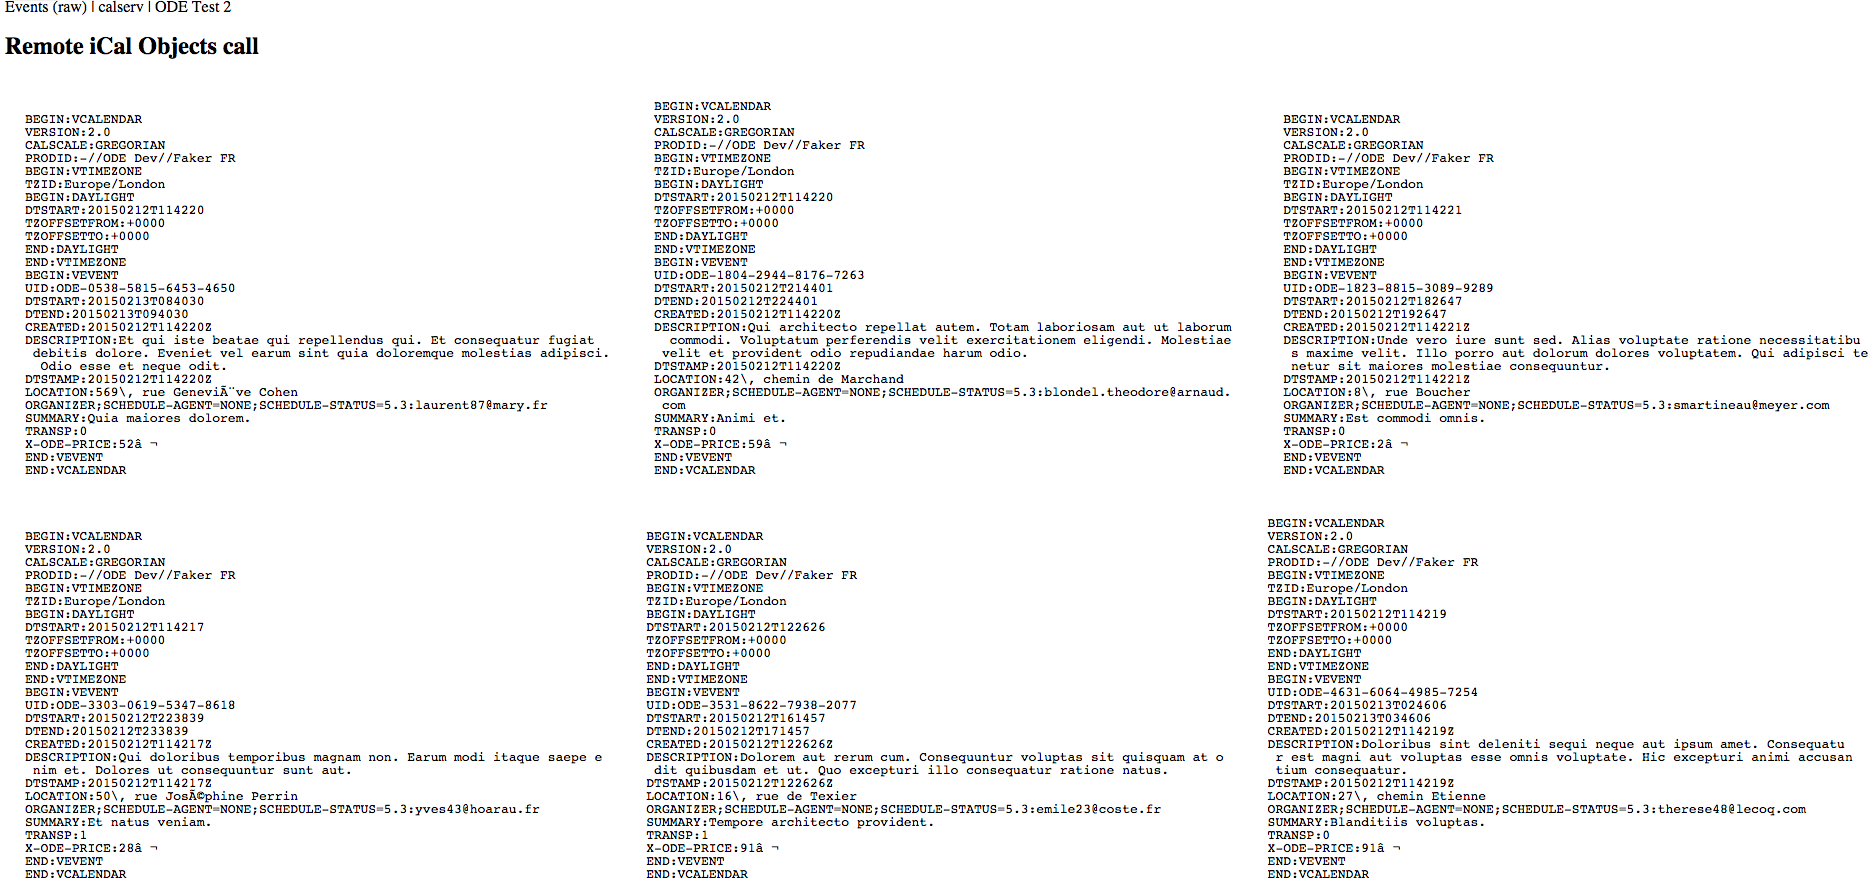 Events (raw) | calserv | ODE Test 2
Remote iCal Objects call
BEGIN:VCALENDAR
VERSION:2.0
CALSCALE:GREGORIAN
PRODID:-//ODE Dev//Faker FR
BEGIN:VTIMEZONE
TZID:Europe/London
BEGIN:DAYLIGHT
DTSTART:20150212T114220
TZOFFSETFROM:+0000
TZOFFSETTO:+0000
END:DAYLIGHT
END:VTIMEZONE
BEGIN:VEVENT
UID:ODE-0538-5815-6453-4650
DTSTART:20150213T084030
DTEND:20150213T094030
CREATED:20150212T114220Z
DESCRIPTION:Et qui iste beatae qui repellendus qui. Et consequatur fugiat
debitis dolore. Eveniet vel earum sint quia doloremque molestias adipisci.
Odio esse et neque odit.
DTSTAMP:20150212T114220Z
LOCATION:569\, rue GeneviÃ¨ve Cohen
ORGANIZER;SCHEDULE-AGENT=NONE;SCHEDULE-STATUS=5.3:laurent87@mary.fr
SUMMARY:Quia maiores dolorem.
TRANSP:0
X-ODE-PRICE:52â ¬
END:VEVENT
END:VCALENDAR
BEGIN:VCALENDAR
VERSION:2.0
CALSCALE:GREGORIAN
PRODID:-//ODE Dev//Faker FR
BEGIN:VTIMEZONE
TZID:Europe/London
BEGIN:DAYLIGHT
DTSTART:20150212T114220
TZOFFSETFROM:+0000
TZOFFSETTO:+0000
END:DAYLIGHT
END:VTIMEZONE
BEGIN:VEVENT
UID:ODE-1804-2944-8176-7263
DTSTART:20150212T214401
DTEND:20150212T224401
CREATED:20150212T114220Z
DESCRIPTION:Qui architecto repellat autem. Totam laboriosam aut ut laborum
commodi. Voluptatum perferendis velit exercitationem eligendi. Molestiae
velit et provident odio repudiandae harum odio.
DTSTAMP:20150212T114220Z
LOCATION:42\, chemin de Marchand
ORGANIZER;SCHEDULE-AGENT=NONE;SCHEDULE-STATUS=5.3:blondel.theodore@arnaud.
com
SUMMARY:Animi et.
TRANSP:0
X-ODE-PRICE:59â ¬
END:VEVENT
END:VCALENDAR
BEGIN:VCALENDAR
VERSION:2.0
CALSCALE:GREGORIAN
PRODID:-//ODE Dev//Faker FR
BEGIN:VTIMEZONE
TZID:Europe/London
BEGIN:DAYLIGHT
DTSTART:20150212T114221
TZOFFSETFROM:+0000
TZOFFSETTO:+0000
END:DAYLIGHT
END:VTIMEZONE
BEGIN:VEVENT
UID:ODE-1823-8815-3089-9289
DTSTART:20150212T182647
DTEND:20150212T192647
CREATED:20150212T114221Z
DESCRIPTION:Unde vero iure sunt sed. Alias voluptate ratione necessitatibu
s maxime velit. Illo porro aut dolorum dolores voluptatem. Qui adipisci te
netur sit maiores molestiae consequuntur.
DTSTAMP:20150212T114221Z
LOCATION:8\, rue Boucher
ORGANIZER;SCHEDULE-AGENT=NONE;SCHEDULE-STATUS=5.3:smartineau@meyer.com
SUMMARY:Est commodi omnis.
TRANSP:0
X-ODE-PRICE:2â ¬
END:VEVENT
END:VCALENDAR
BEGIN:VCALENDAR
VERSION:2.0
CALSCALE:GREGORIAN
PRODID:-//ODE Dev//Faker FR
BEGIN:VTIMEZONE
TZID:Europe/London
BEGIN:DAYLIGHT
DTSTART:20150212T114217
TZOFFSETFROM:+0000
TZOFFSETTO:+0000
END:DAYLIGHT
END:VTIMEZONE
BEGIN:VEVENT
UID:ODE-3303-0619-5347-8618
DTSTART:20150212T223839
DTEND:20150212T233839
CREATED:20150212T114217Z
DESCRIPTION:Qui doloribus temporibus magnam non. Earum modi itaque saepe e
nim et. Dolores ut consequuntur sunt aut.
DTSTAMP:20150212T114217Z
LOCATION:50\, rue JosÃ©phine Perrin
ORGANIZER;SCHEDULE-AGENT=NONE;SCHEDULE-STATUS=5.3:yves43@hoarau.fr
SUMMARY:Et natus veniam.
TRANSP:1
X-ODE-PRICE:28â ¬
END:VEVENT
END:VCALENDAR
BEGIN:VCALENDAR
VERSION:2.0
CALSCALE:GREGORIAN
PRODID:-//ODE Dev//Faker FR
BEGIN:VTIMEZONE
TZID:Europe/London
BEGIN:DAYLIGHT
DTSTART:20150212T122626
TZOFFSETFROM:+0000
TZOFFSETTO:+0000
END:DAYLIGHT
END:VTIMEZONE
BEGIN:VEVENT
UID:ODE-3531-8622-7938-2077
DTSTART:20150212T161457
DTEND:20150212T171457
CREATED:20150212T122626Z
DESCRIPTION:Dolorem aut rerum cum. Consequuntur voluptas sit quisquam at o
dit quibusdam et ut. Quo excepturi illo consequatur ratione natus.
DTSTAMP:20150212T122626Z
LOCATION:16\, rue de Texier
ORGANIZER;SCHEDULE-AGENT=NONE;SCHEDULE-STATUS=5.3:emile23@coste.fr
SUMMARY:Tempore architecto provident.
TRANSP:1
X-ODE-PRICE:91â ¬
END:VEVENT
END:VCALENDAR
BEGIN:VCALENDAR
VERSION:2.0
CALSCALE:GREGORIAN
PRODID:-//ODE Dev//Faker FR
BEGIN:VTIMEZONE
TZID:Europe/London
BEGIN:DAYLIGHT
DTSTART:20150212T114219
TZOFFSETFROM:+0000
TZOFFSETTO:+0000
END:DAYLIGHT
END:VTIMEZONE
BEGIN:VEVENT
UID:ODE-4631-6064-4985-7254
DTSTART:20150213T024606
DTEND:20150213T034606
CREATED:20150212T114219Z
DESCRIPTION:Doloribus sint deleniti sequi neque aut ipsum amet. Consequatu
r est magni aut voluptas esse omnis voluptate. Hic excepturi animi accusan
tium consequatur.
DTSTAMP:20150212T114219Z
LOCATION:27\, chemin Etienne
ORGANIZER;SCHEDULE-AGENT=NONE;SCHEDULE-STATUS=5.3:therese48@lecoq.com
SUMMARY:Blanditiis voluptas.
TRANSP:0
X-ODE-PRICE:91â ¬
END:VEVENT
END:VCALENDAR